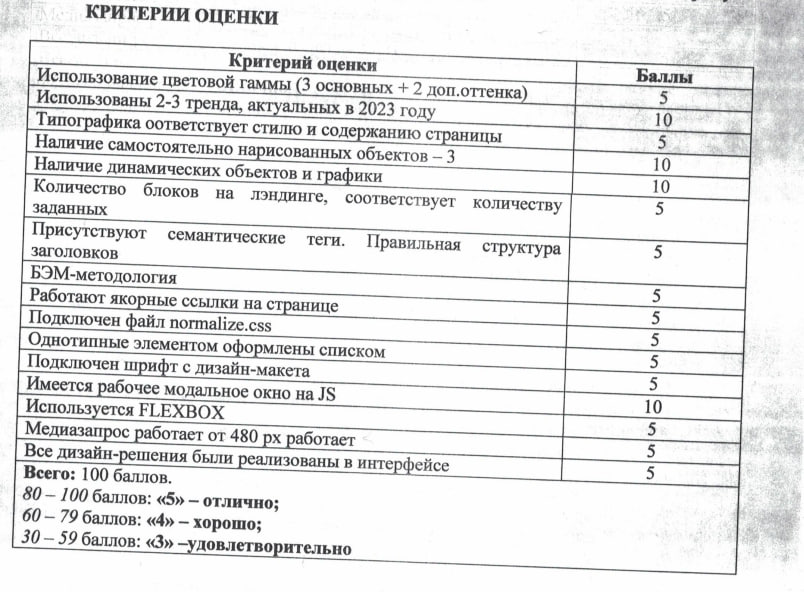 КРИТЕРИИ ОЦЕНКИ
Критерий оценки Баллы
Использование цветовой гаммы (3 основных + 2 доп.оттенка) 5
Использованы 2-3 тренда, актуальных в 2023 году 10
Типографика оответствует стилю и содержанию страницы 5
Наличие самостоятельно нарисованных объектов – 3 10
Наличие динамических объектов и графики 10
Количество блоков на лэндинге, соответствует количеству
заданных 5
Присутствуют семантические теги. Правильная структура
заголовков 5
БЭМ-методология 5
Работают якорные ссылки на странице 5
Подключен файл normalize.css 5
Однотипные элементом оформлены списком 5
Подключен шрифт с дизайн-макета 5
Имеется рабочее модальное окно на JS 10
Используется FLEXBOX 5
Медиазапрос работает от 480 px работает 5
Все дизайн-решения были реализованы в интерфейсе 5
Всего: 100 баллов.
80 – 100 баллов: «5» – отлично;
60 – 79 баллов: «4» – хорошо;
30 – 59 баллов: «3» –удовлетворительно